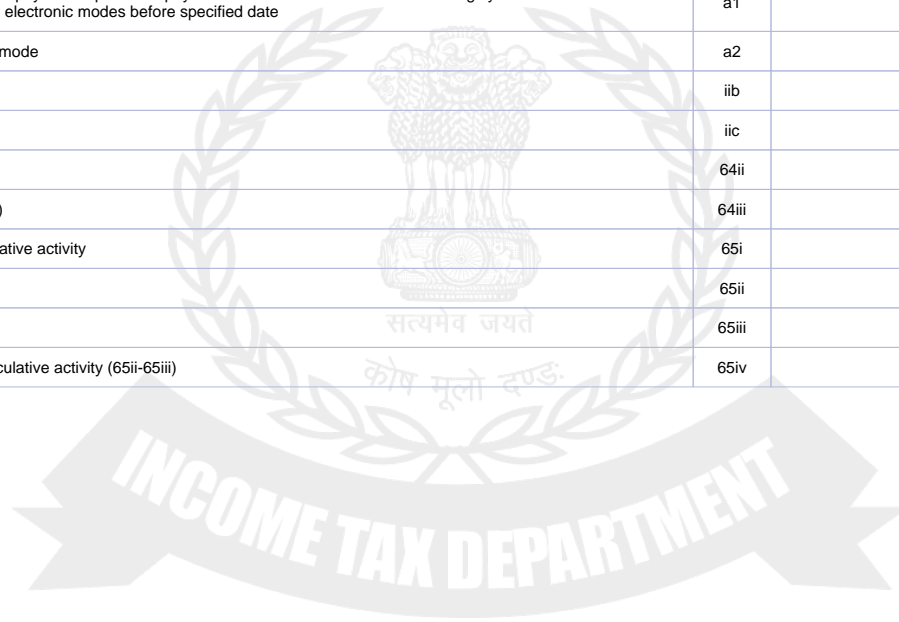 electronic modes before specified date
a1
mode a2
iib
iic
64ii
) 64iii
ative activity 65i
65ii
65iii
culative activity (65ii-65iii) 65iv
सत्यमेव जयते
कोष मूलो दण्डः
INCOME TAX DEPARTMENT